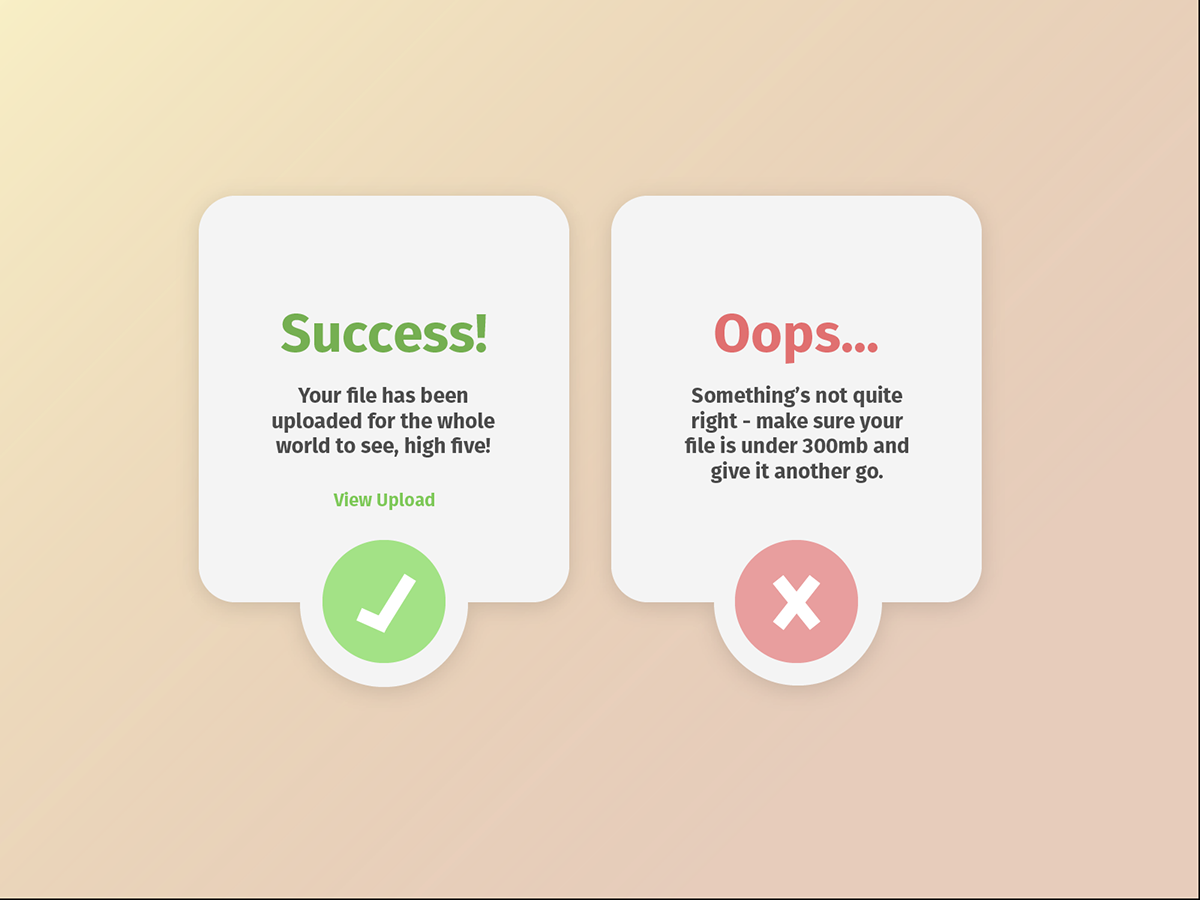 Success!
Your file has been
uploaded for the whole
world to see, high five!
View Upload
Oops...
Something’s not quite
right - make sure your
file is under 300mb and
give it another go.